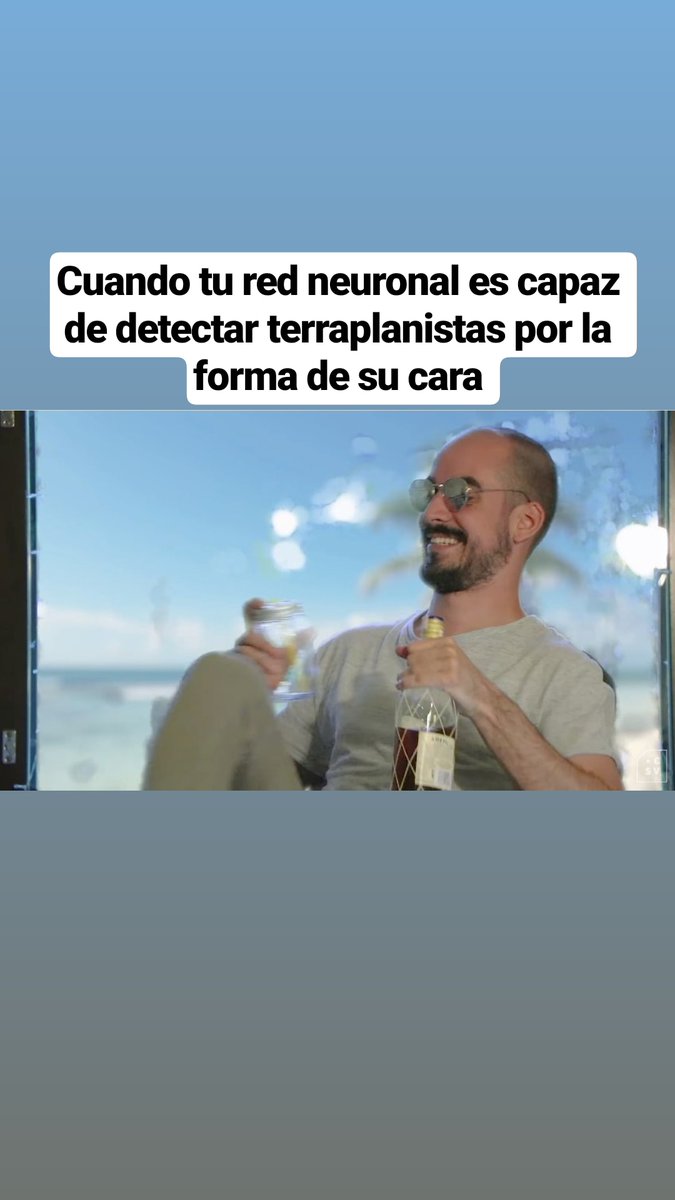 Cuando tu red neuronal es capaz
de detectar terraplanistas por la
forma de su cara